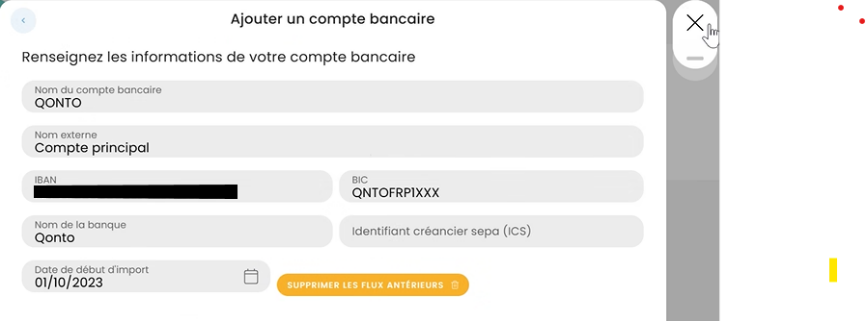 Ajouter un compte bancaire
Renseignez les informations de votre compte bancaire
Nom du compte bancaire
QONTO
Nom externe
Compte principal
IBAN
BIC
QNTOFRP1XXX
Nom de la banque
Qonto
Identifiant créancier sepa (ICS)
Date de début d'import
01/10/2023
SUPPRIMER LES FLUX ANTÉRIEURS